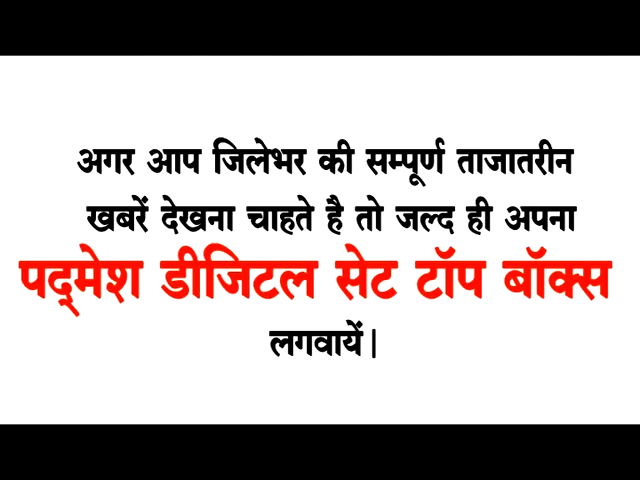 अगर आप जिलेभर की सम्पूर्ण ताजातरीन
खबरें देखना चाहते है तो जल्द ही अपना
पद्‌मेश डीजिटल सेट टॉप बॉक्स
लगवायें|